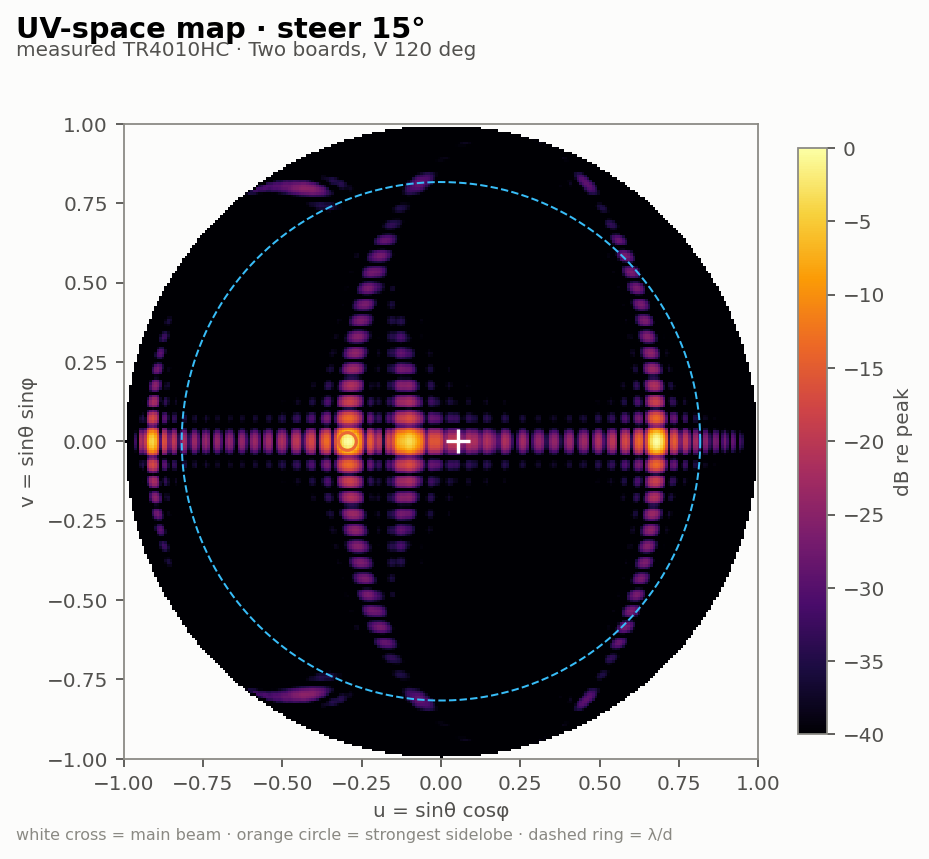 UV-space map · steer 15°
measured TR4010HC · Two boards, V 120 deg
1.00
0.75
0.50
0.25
0.00
−0.25
−0.50
−0.75
−1.00
v = sinθ sinφ
−1.00 −0.75 −0.50 −0.25 0.00 0.25 0.50 0.75 1.00
u = sinθ cosφ
0
−5
−10
−15
−20
−25
−30
−35
−40
dB re peak
white cross = main beam · orange circle = strongest sidelobe · dashed ring = λ/d